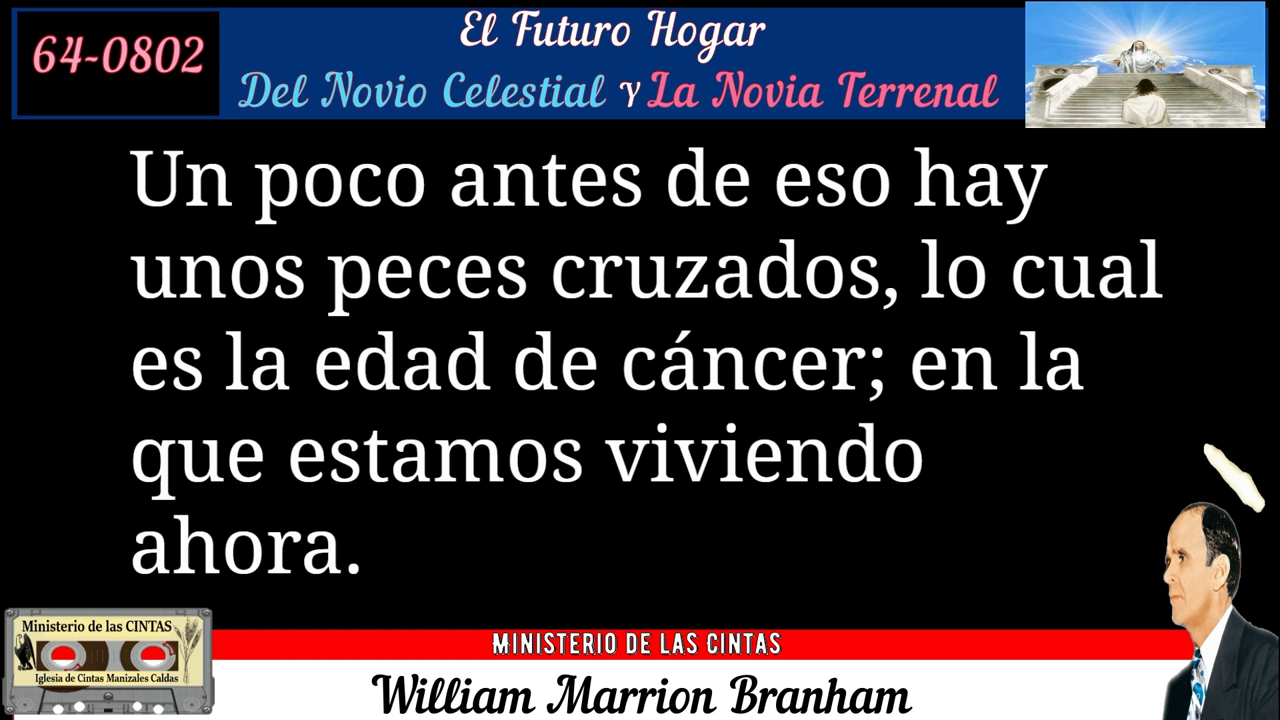 64-0802
El Futuro Hogar
Del Novio Celestial Y La Novia Terrenal
Un poco antes de eso hay
unos peces cruzados, lo cual
es la edad de cáncer; en la
que estamos viviendo
ahora.
Ministerio de las CINTAS
Iglesia de Cintas Manizales Caldas
MINISTERIO DE LAS CINTAS
William Marrion Branham